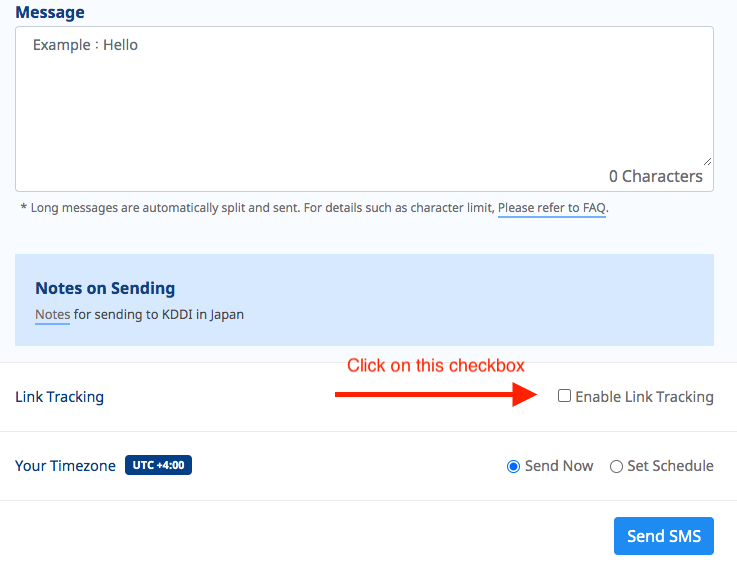 Message
Example : Hello
0 Characters
* Long messages are automatically split and sent. For details such as character limit, Please refer to FAQ.
Notes on Sending
Notes for sending to KDDI in Japan
Click on this checkbox
Link Tracking Enable Link Tracking
Your Timezone UTC +4:00 Send Now Set Schedule
Send SMS